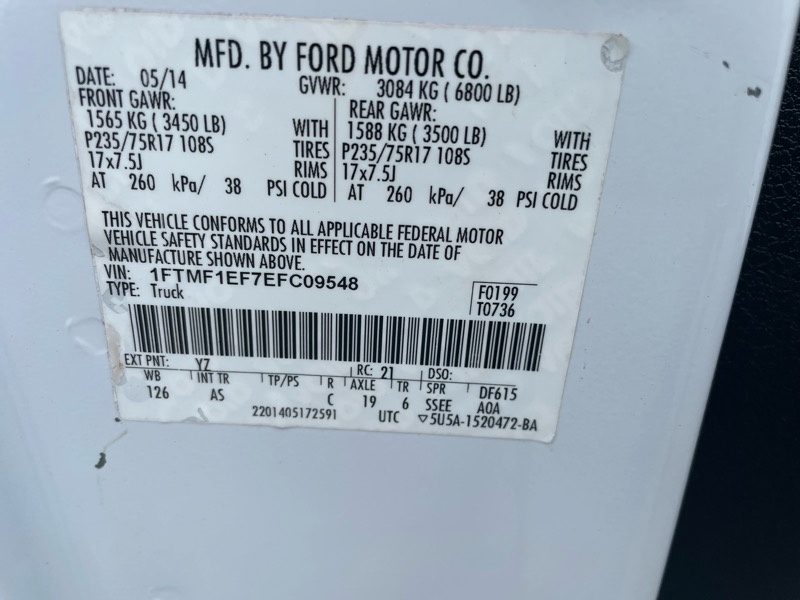 MFD. BY FORD MOTOR CO.
DATE: 05/14 GVWR: 3084 KG ( 6800 LB)
FRONT GAWR: REAR GAWR:
1565 KG ( 3450 LB) WITH 1588 KG ( 3500 LB) WITH
P235/75R17 108S TIRES P235/75R17 108S TIRES
17x7.5J RIMS 17x7.5J RIMS
AT 260 kPa/ 38 PSI COLD AT 260 kPa/ 38 PSI COLD
THIS VEHICLE CONFORMS TO ALL APPLICABLE FEDERAL MOTOR
VEHICLE SAFETY STANDARDS IN EFFECT ON THE DATE OF
MANUFACTURE SHOWN ABOVE.
VIN: 1FTMF1EF7EFC09548
TYPE: Truck F0199
T0736
EXT PNT: YZ RC: 21 DSO:
WB INT TR TP/PS R AXLE TR SPR DF615
126 AS C 19 6 SSEE AOA
2201405172591 UTC ▽5U5A-1520472-BA